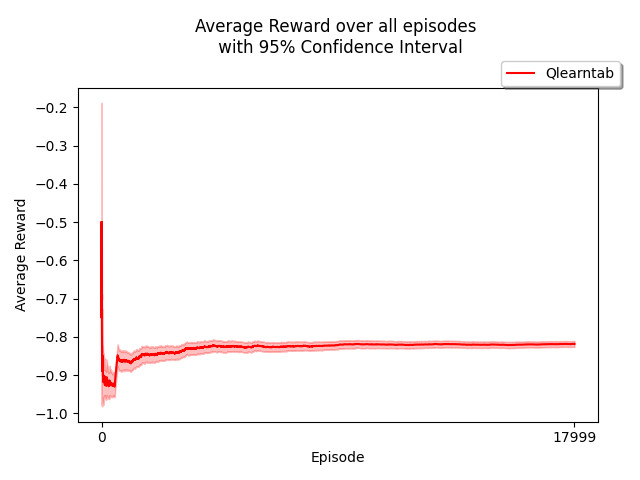 Average Reward over all episodes
with 95% Confidence Interval
Qlearntab
−0.2
−0.3
−0.4
−0.5
−0.6
−0.7
−0.8
−0.9
−1.0
Average Reward
0
17999
Episode